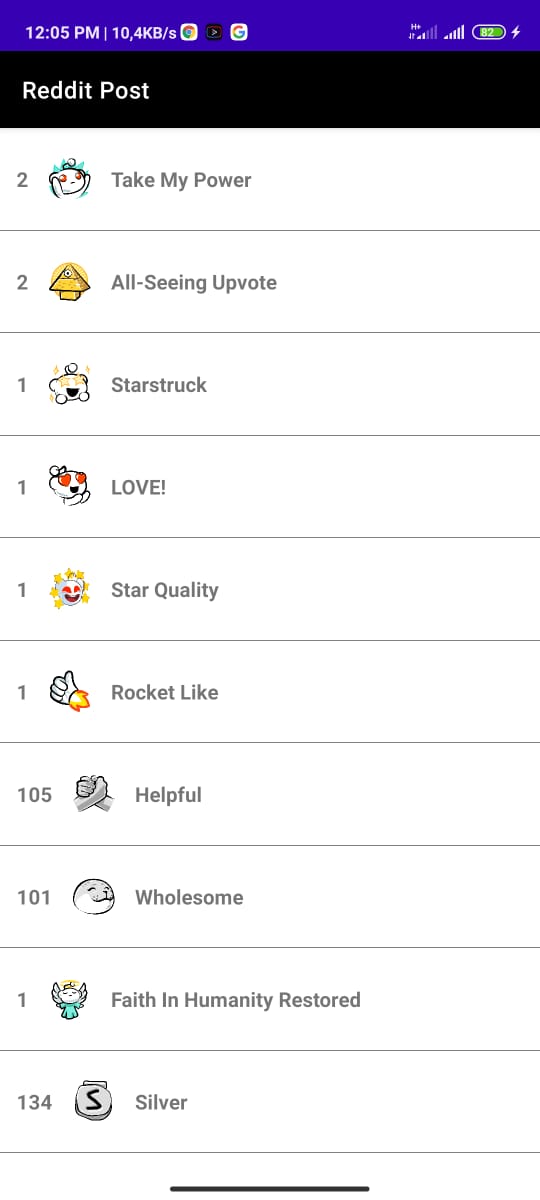 12:05 PM | 10,4KB/s G H+ 82
Reddit Post
2 Take My Power
2 All-Seeing Upvote
1 Starstruck
1 LOVE!
1 Star Quality
1 Rocket Like
105 Helpful
101 Wholesome
1 Faith In Humanity Restored
134 S Silver